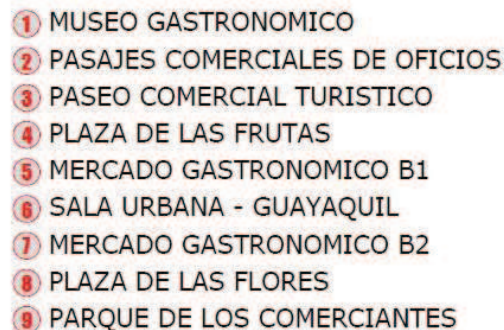 1 MUSEO GASTRONOMICO
2 PASAJES COMERCIALES DE OFICIOS
3 PASEO COMERCIAL TURISTICO
4 PLAZA DE LAS FRUTAS
5 MERCADO GASTRONOMICO B1
6 SALA URBANA - GUAYAQUIL
7 MERCADO GASTRONOMICO B2
8 PLAZA DE LAS FLORES
9 PARQUE DE LOS COMERCIANTES